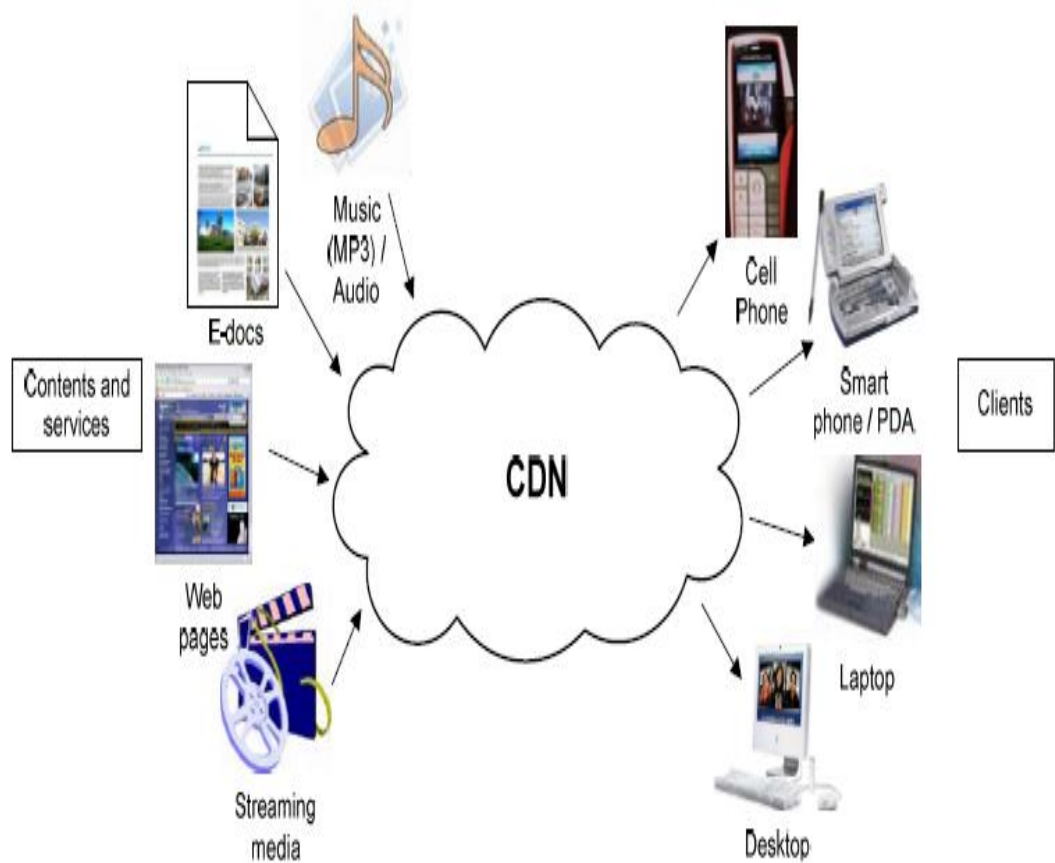 Music
(MP3) /
Audio
E-docs
Contents and
services
Web
pages
Streaming
media
CDN
Cell
Phone
Smart
phone / PDA
Clients
Laptop
Desktop